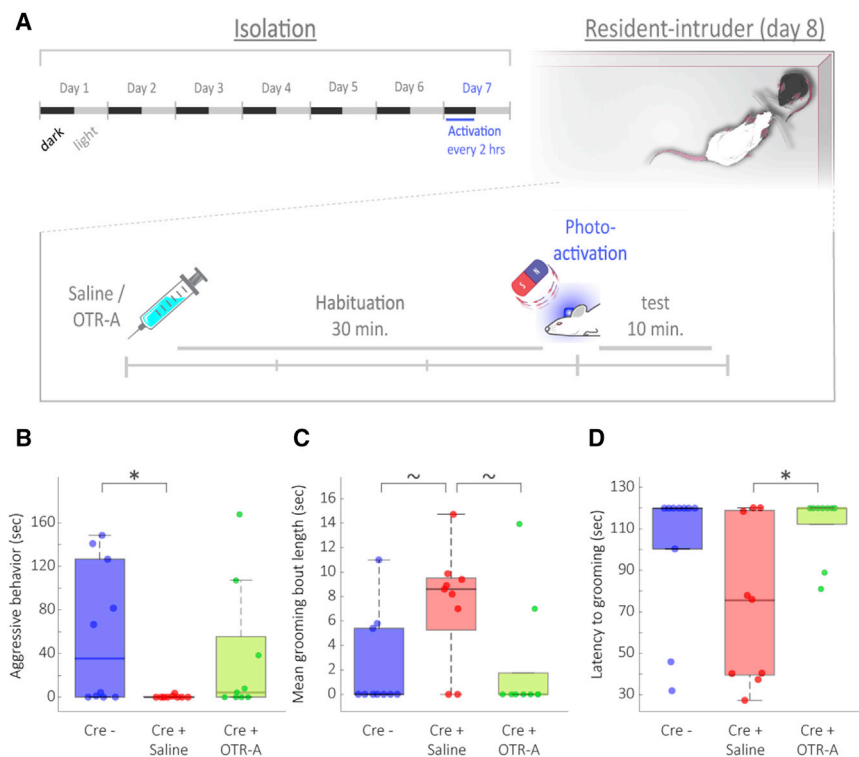 A
Isolation
Resident-intruder (day 8)
Day 1 Day 2 Day 3 Day 4 Day 5 Day 6 Day 7
dark light
Activation
every 2 hrs
Photo-
activation
Saline /
OTR-A
Habituation
30 min.
test
10 min.
B
Aggressive behavior (sec)
160
120
80
40
0
*
Cre -
Cre +
Saline
Cre +
OTR-A
C
Mean grooming bout length (sec)
16
14
12
10
8
6
4
2
0
~ ~
Cre -
Cre +
Saline
Cre +
OTR-A
D
Latency to grooming (sec)
130
110
90
70
50
30
*
Cre -
Cre +
Saline
Cre +
OTR-A